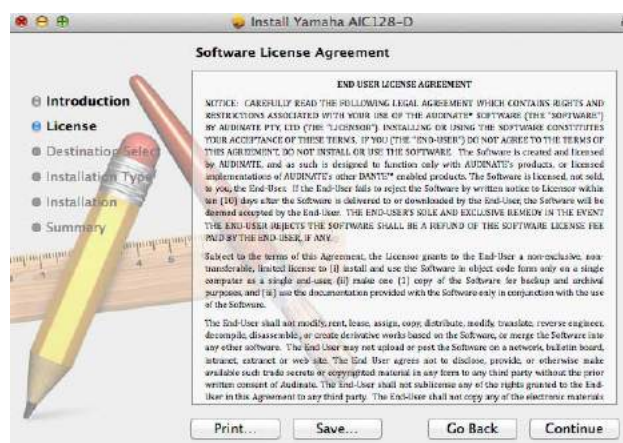 Install Yamaha AIC128-D
Software License Agreement
Introduction
License
Destination Select
Installation Type
Installation
Summary
END USER LICENSE AGREEMENT
NOTICE: CAREFULLY READ THE FOLLOWING LEGAL AGREEMENT WHICH CONTAINS RIGHTS AND
RESTRICTIONS ASSOCIATED WITH YOUR USE OF THE AUDINATE® SOFTWARE (THE "SOFTWARE")
BY AUDINATE PTY, LTD (THE "LICENSOR"). INSTALLING OR USING THE SOFTWARE CONSTITUTES
YOUR ACCEPTANCE OF THESE TERMS. IF YOU (THE "END-USER") DO NOT AGREE TO THE TERMS OF
THIS AGREEMENT, DO NOT INSTALL OR USE THE SOFTWARE. The Software is created and licensed
by AUDINATE, and as such is designed to function only with AUDINATE's products, or licensed
implementations of AUDINATE's other DANTE™ enabled products. The Software is licensed, not sold,
to you, the End-User. If the End-User fails to reject the Software by written notice to Licensor within
ten (10) days after the Software is delivered to or downloaded by the End-User, the Software will be
deemed accepted by the End-User. THE END-USER'S SOLE AND EXCLUSIVE REMEDY IN THE EVENT
THE END-USER REJECTS THE SOFTWARE SHALL BE A REFUND OF THE SOFTWARE LICENSE FEE
PAID BY THE END-USER, IF ANY.
Subject to the terms of this Agreement, the Licensor grants to the End-User a non-exclusive, non-
transferable, limited license to (i) install and use the Software in object code form only on a single
computer as a single end-user, (ii) make one (1) copy of the Software for backup and archival
purposes, and (iii) use the documentation provided with the Software only in conjunction with the use
of the Software.
The End-User shall not modify, rent, lease, assign, copy, distribute, modify, translate, reverse engineer,
decompile, disassemble, or create derivative works based on the Software, or merge the Software into
any other software. The End-User may not upload or post the Software on a network, bulletin board,
intranet, extranet or web site. The End User agrees not to disclose, provide, or otherwise make
available such trade secrets or copyrighted material in any form to any third party without the prior
written consent of Audinate. The End-User shall not sublicense any of the rights granted to the End-
User in this Agreement to any third party. The End-User shall not copy any of the electronic materials
Print...
Save...
Go Back
Continue